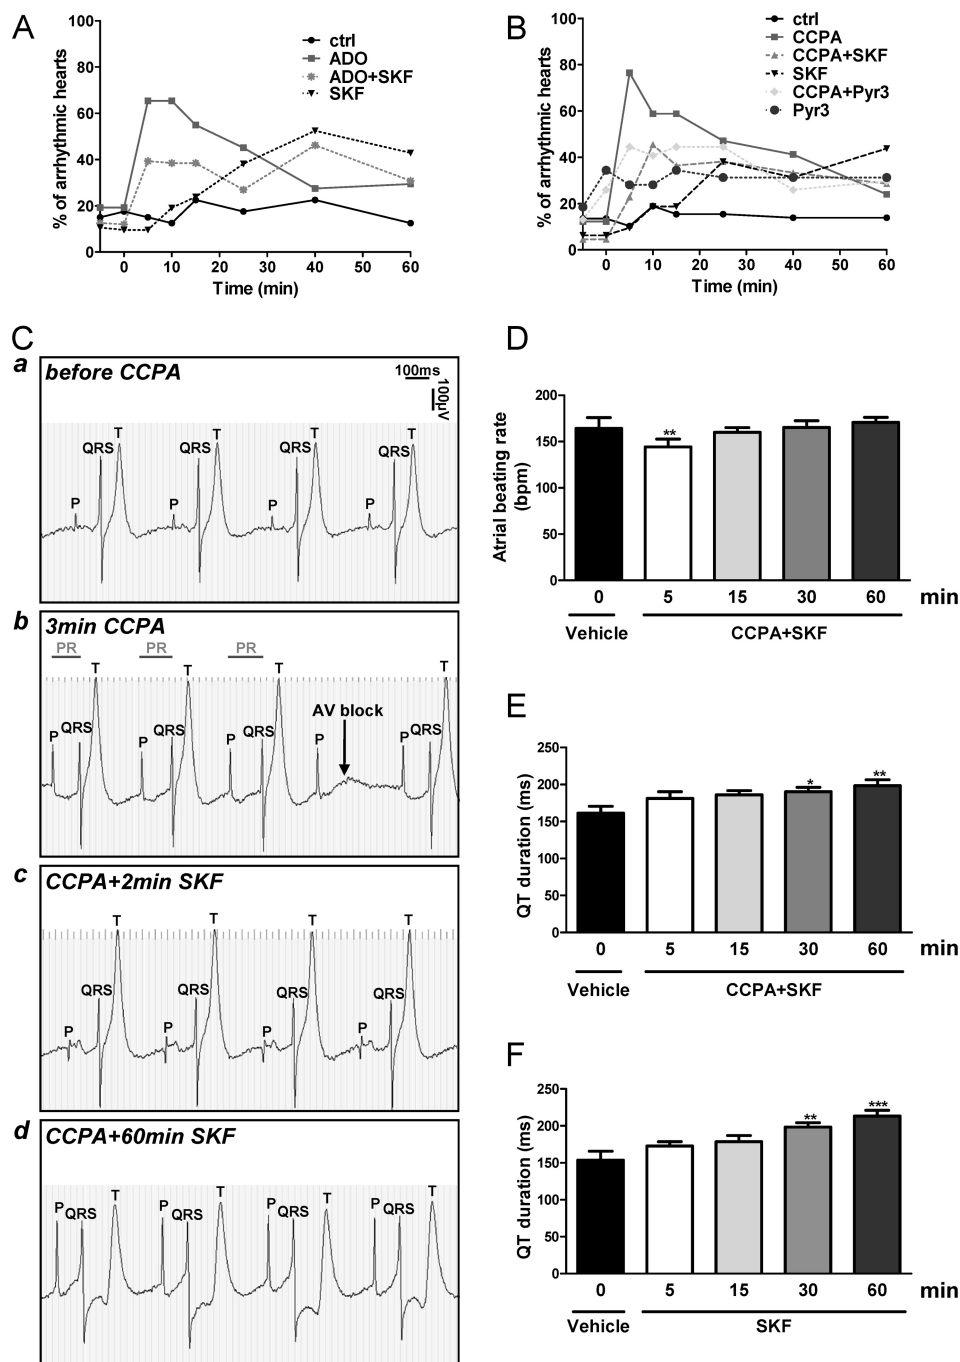 A
% of arrhythmic hearts
100
80
60
40
20
0
0 10 20 30 40 50 60
Time (min)
ctrl
ADO
ADO+SKF
SKF
B
% of arrhythmic hearts
100
80
60
40
20
0
0 10 20 30 40 50 60
Time (min)
ctrl
CCPA
CCPA+SKF
SKF
CCPA+Pyr3
Pyr3
C
a
before CCPA
100ms
100µV
P QRS T P QRS T P QRS T P QRS T
b
3min CCPA
PR PR PR
P QRS T P QRS T P QRS T P
AV block
P QRS T
c
CCPA+2min SKF
P QRS T P QRS T P QRS T P QRS T
d
CCPA+60min SKF
P QRS T P QRS T P QRS T P QRS T
D
Atrial beating rate
(bpm)
200
150
100
50
0
**
0 5 15 30 60 min
Vehicle CCPA+SKF
E
QT duration (ms)
250
200
150
100
50
0
* **
0 5 15 30 60 min
Vehicle CCPA+SKF
F
QT duration (ms)
250
200
150
100
50
0
** ***
0 5 15 30 60 min
Vehicle SKF